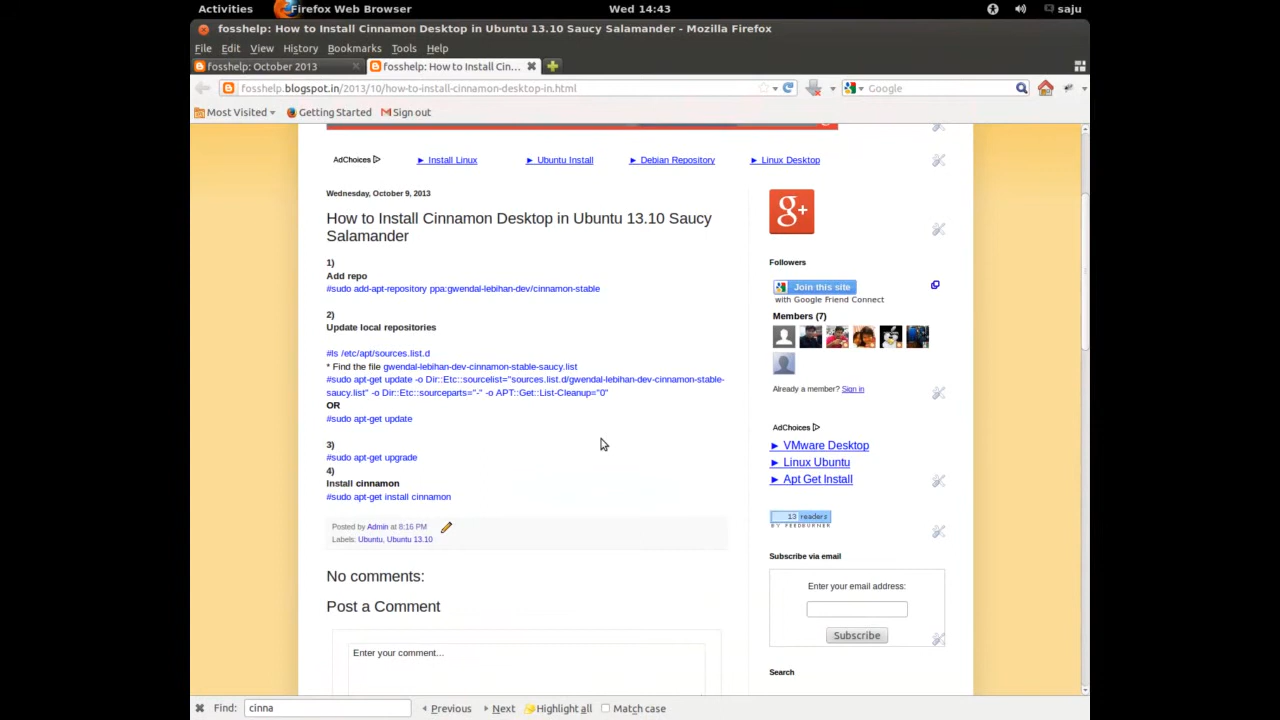 Activities Firefox Web Browser Wed 14:43 saju
fosshelp: How to Install Cinnamon Desktop in Ubuntu 13.10 Saucy Salamander - Mozilla Firefox
File Edit View History Bookmarks Tools Help
fosshelp: October 2013 fosshelp: How to Install Cin...
fosshelp.blogspot.in/2013/10/how-to-install-cinnamon-desktop-in.html Google
Most Visited Getting Started Sign out
AdChoices ► Install Linux ► Ubuntu Install ► Debian Repository ► Linux Desktop
Wednesday, October 9, 2013
How to Install Cinnamon Desktop in Ubuntu 13.10 Saucy
Salamander
1)
Add repo
#sudo add-apt-repository ppa:gwendal-lebihan-dev/cinnamon-stable
2)
Update local repositories
#ls /etc/apt/sources.list.d
* Find the file gwendal-lebihan-dev-cinnamon-stable-saucy.list
#sudo apt-get update -o Dir::Etc::sourcelist="sources.list.d/gwendal-lebihan-dev-cinnamon-stable-
saucy.list" -o Dir::Etc::sourceparts="-" -o APT::Get::List-Cleanup="0"
OR
#sudo apt-get update
3)
#sudo apt-get upgrade
4)
Install cinnamon
#sudo apt-get install cinnamon
Posted by Admin at 8:16 PM
Labels: Ubuntu, Ubuntu 13.10
No comments:
Post a Comment
Enter your comment...
g+
Followers
Join this site
with Google Friend Connect
Members (7)
Already a member? Sign in
AdChoices
► VMware Desktop
► Linux Ubuntu
► Apt Get Install
13 readers
BY FEEDBURNER
Subscribe via email
Enter your email address:
Subscribe
Search
Find: cinna Previous Next Highlight all Match case